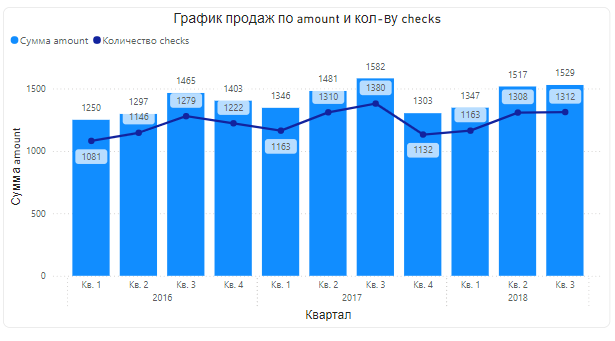 График продаж по amount и кол-ву checks
Сумма amount Количество checks
1582
1465 1481 1517 1529
1403
1250 1297 1346 1303 1347
1500
1279 1222 1310 1380 1308 1312
1146
1163
1081 1163 1132
1000
500
0
Кв. 1 Кв. 2 Кв. 3 Кв. 4 Кв. 1 Кв. 2 Кв. 3 Кв. 4 Кв. 1 Кв. 2 Кв. 3
2016 2017 2018
Сумма amount
Квартал